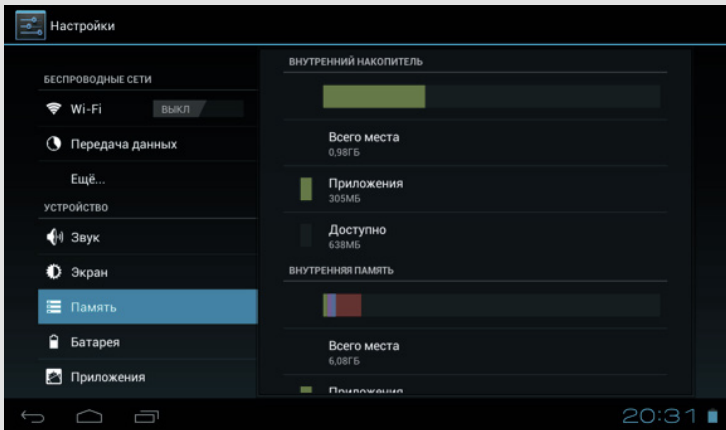 Настройки
БЕСПРОВОДНЫЕ СЕТИ
Wi-Fi ВЫКЛ
Передача данных
Ещё...
УСТРОЙСТВО
Звук
Экран
Память
Батарея
Приложения
ВНУТРЕННИЙ НАКОПИТЕЛЬ
Всего места
0,98ГБ
Приложения
305МБ
Доступно
638МБ
ВНУТРЕННЯЯ ПАМЯТЬ
Всего места
6,08ГБ
Приложения
20:31